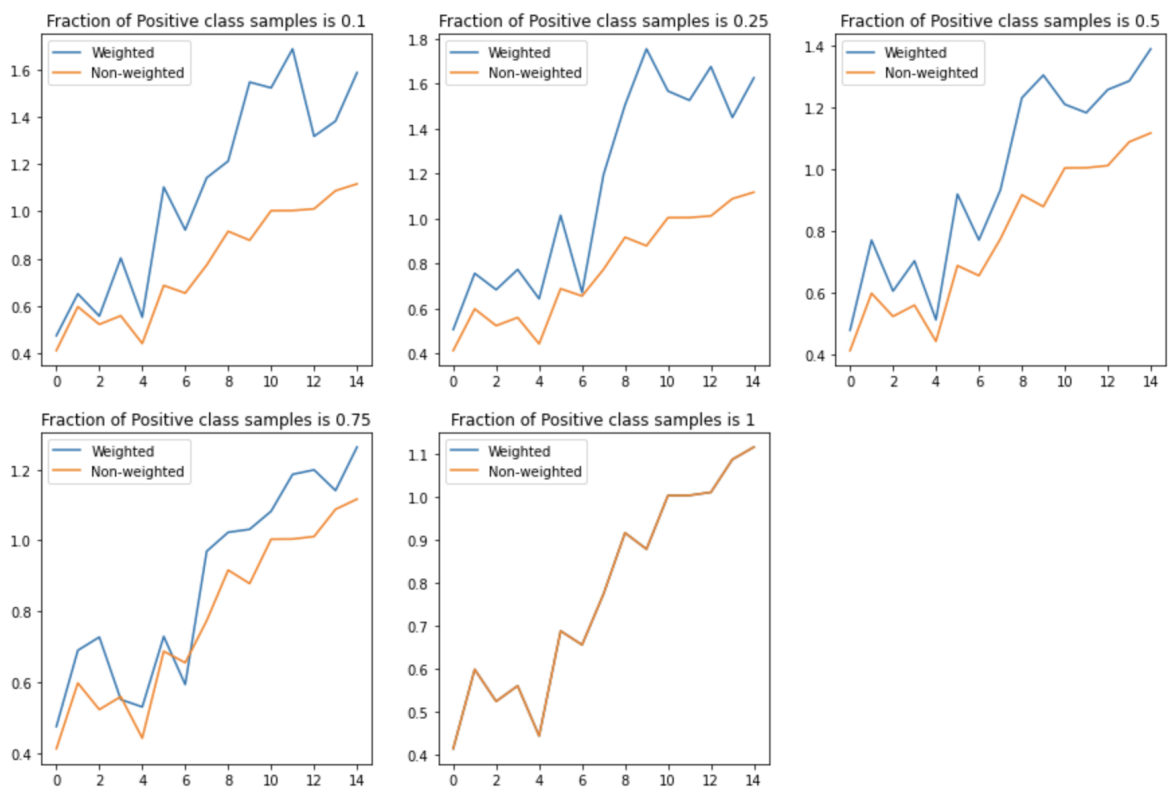 Fraction of Positive class samples is 0.1
Weighted
Non-weighted
1.6
1.4
1.2
1.0
0.8
0.6
0.4
0 2 4 6 8 10 12 14
Fraction of Positive class samples is 0.25
Weighted
Non-weighted
1.8
1.6
1.4
1.2
1.0
0.8
0.6
0.4
0 2 4 6 8 10 12 14
Fraction of Positive class samples is 0.5
Weighted
Non-weighted
1.4
1.2
1.0
0.8
0.6
0.4
0 2 4 6 8 10 12 14
Fraction of Positive class samples is 0.75
Weighted
Non-weighted
1.2
1.0
0.8
0.6
0.4
0 2 4 6 8 10 12 14
Fraction of Positive class samples is 1
Weighted
Non-weighted
1.1
1.0
0.9
0.8
0.7
0.6
0.5
0.4
0 2 4 6 8 10 12 14